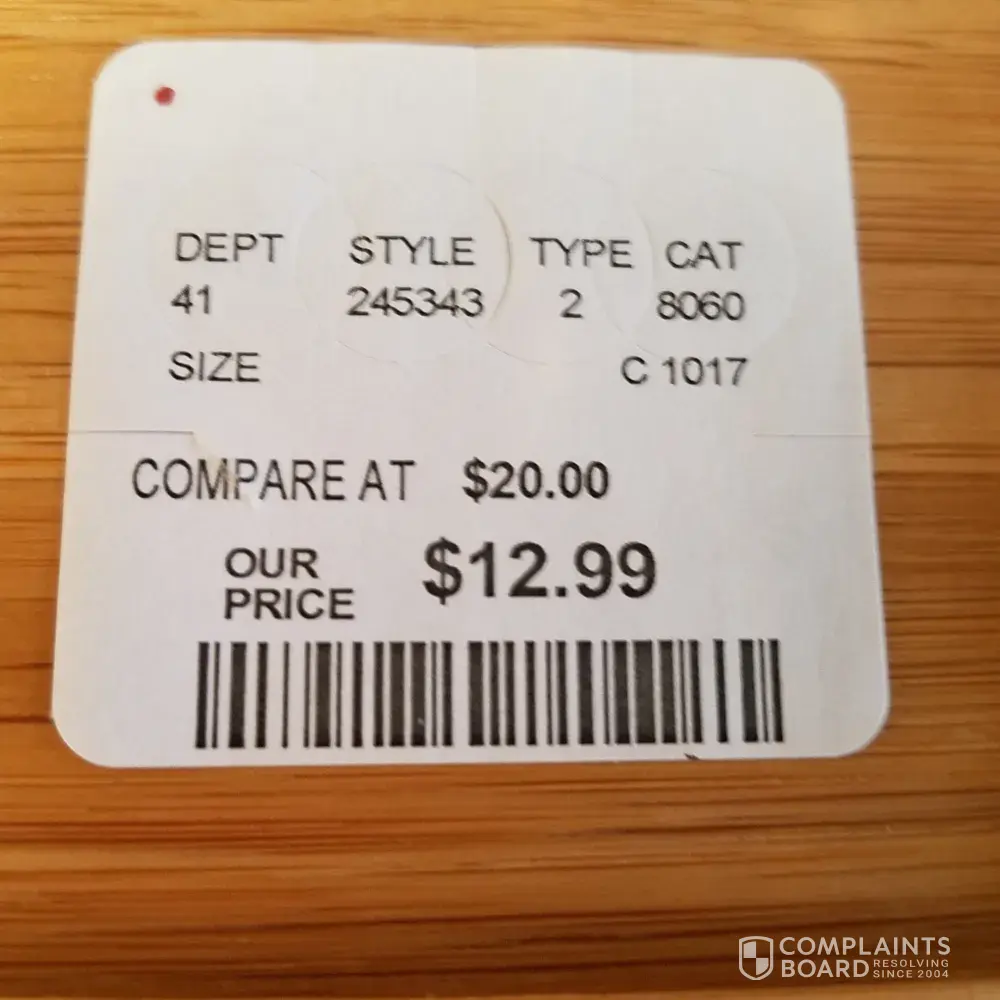 DEPT STYLE TYPE CAT
41 245343 2 8060
SIZE C 1017
COMPARE AT $20.00
OUR PRICE $12.99
COMPLAINTS
BOARD RESOLVING SINCE 2004